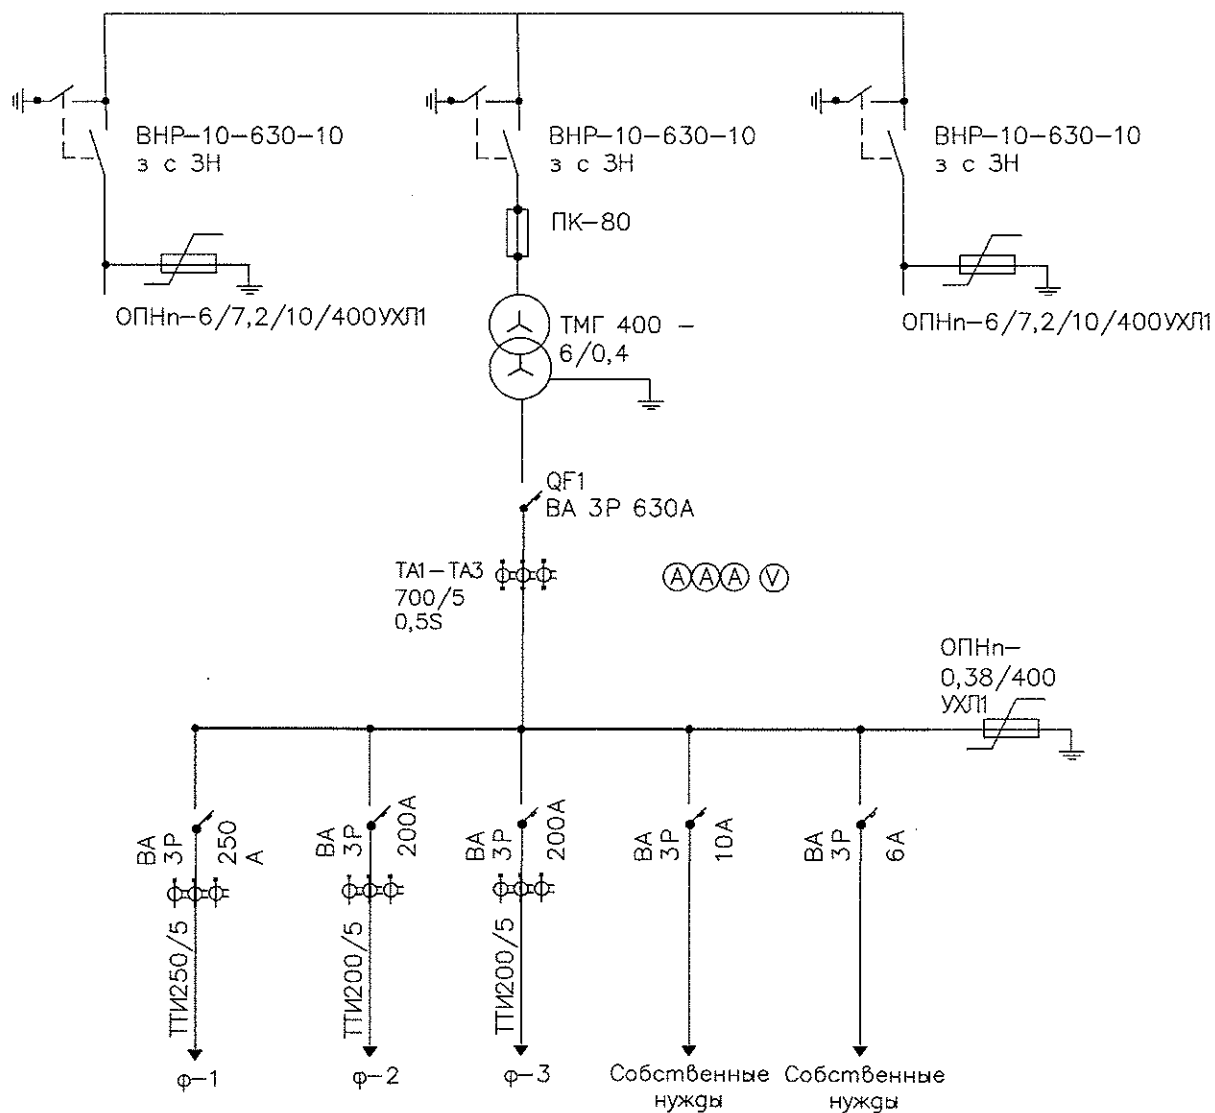 ВНР-10-630-10
з с ЗН
ВНР-10-630-10
з с ЗН
ВНР-10-630-10
з с ЗН
ПК-80
ОПНп-6/7,2/10/400УХЛ1
ТМГ 400 -
6/0,4
ОПНп-6/7,2/10/400УХЛ1
QF1
ВА 3Р 630А
ТА1-ТА3
700/5
0,5S
А А А V
ОПНп-
0,38/400
УХЛ1
ВА
3Р
250
А
ВА
3Р
200А
ВА
3Р
200А
ВА
3Р
10А
ВА
3Р
6А
ТТИ250/5
ТТИ200/5
ТТИ200/5
ф-1
ф-2
ф-3
Собственные
нужды
Собственные
нужды